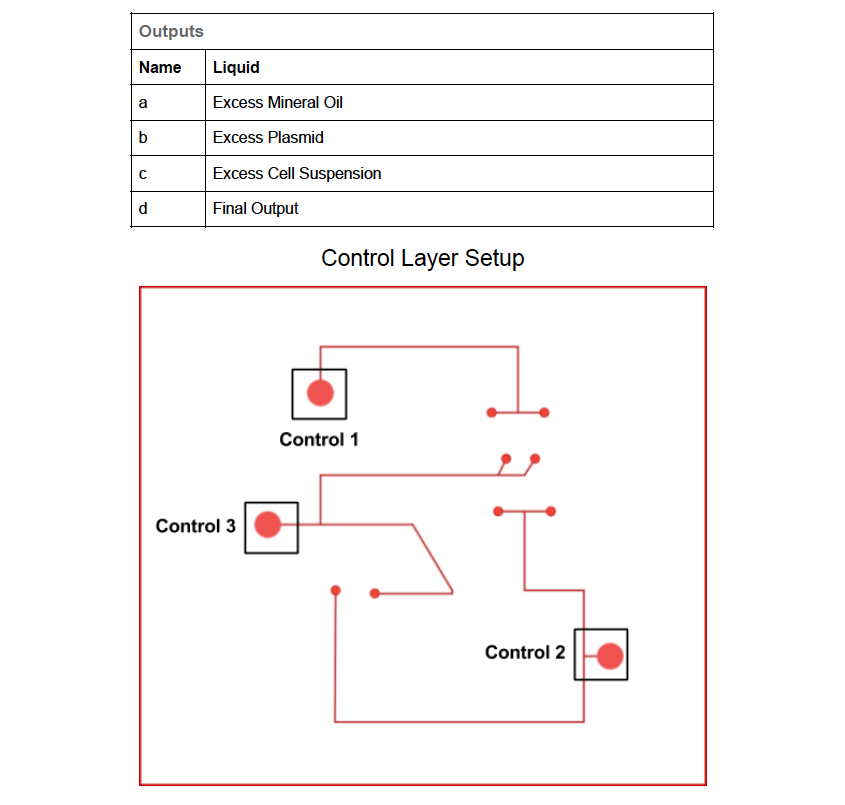 Outputs
Name Liquid
a Excess Mineral Oil
b Excess Plasmid
c Excess Cell Suspension
d Final Output
Control Layer Setup
Control 1
Control 3
Control 2